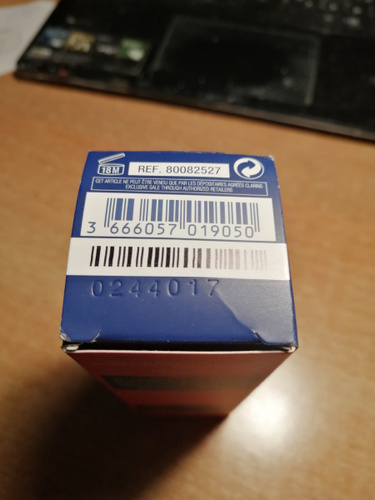 18M
REF. 80082527
CET ARTICLE NE PEUT ÊTRE VENDU QUE PAR LES DÉPOSITAIRES AGRÉÉS CLARINS
EXCLUSIVE SALE THROUGH AUTHORIZED RETAILERS
3 666057 019050
0244017